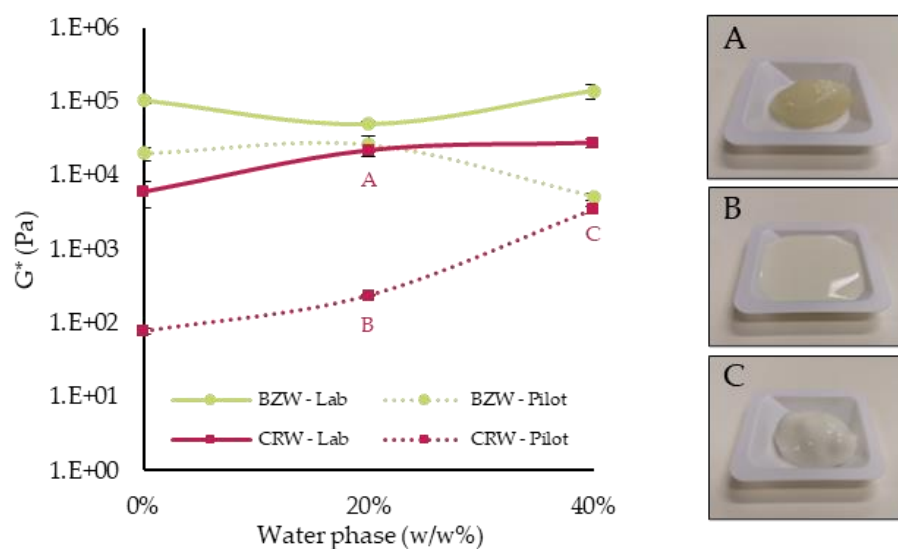 1.E+06
1.E+05
1.E+04
1.E+03
1.E+02
1.E+01
1.E+00
G* (Pa)
A
B
C
BZW - Lab
BZW - Pilot
CRW - Lab
CRW - Pilot
0%
20%
40%
Water phase (w/w%)
A
B
C